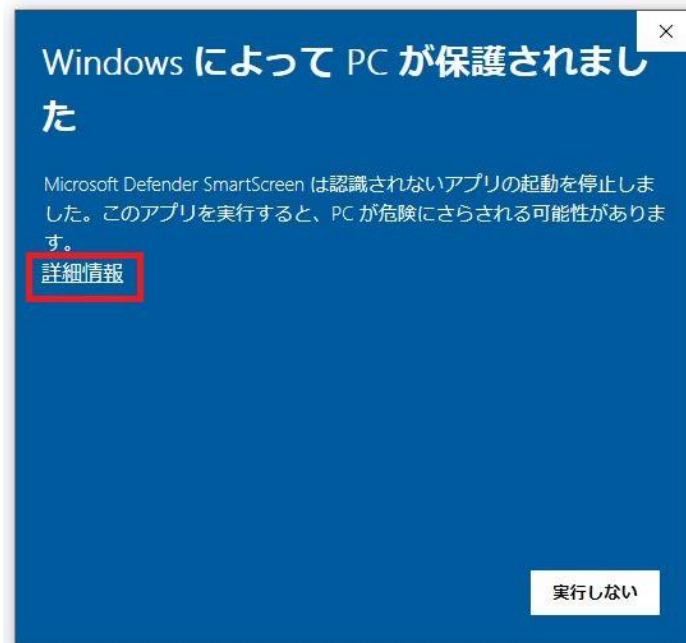 Windows によって PC が保護されまし
た
Microsoft Defender SmartScreen は認識されないアプリの起動を停止しま
した。このアプリを実行すると、PC が危険にさらされる可能性がありま
す。
詳細情報
実行しない